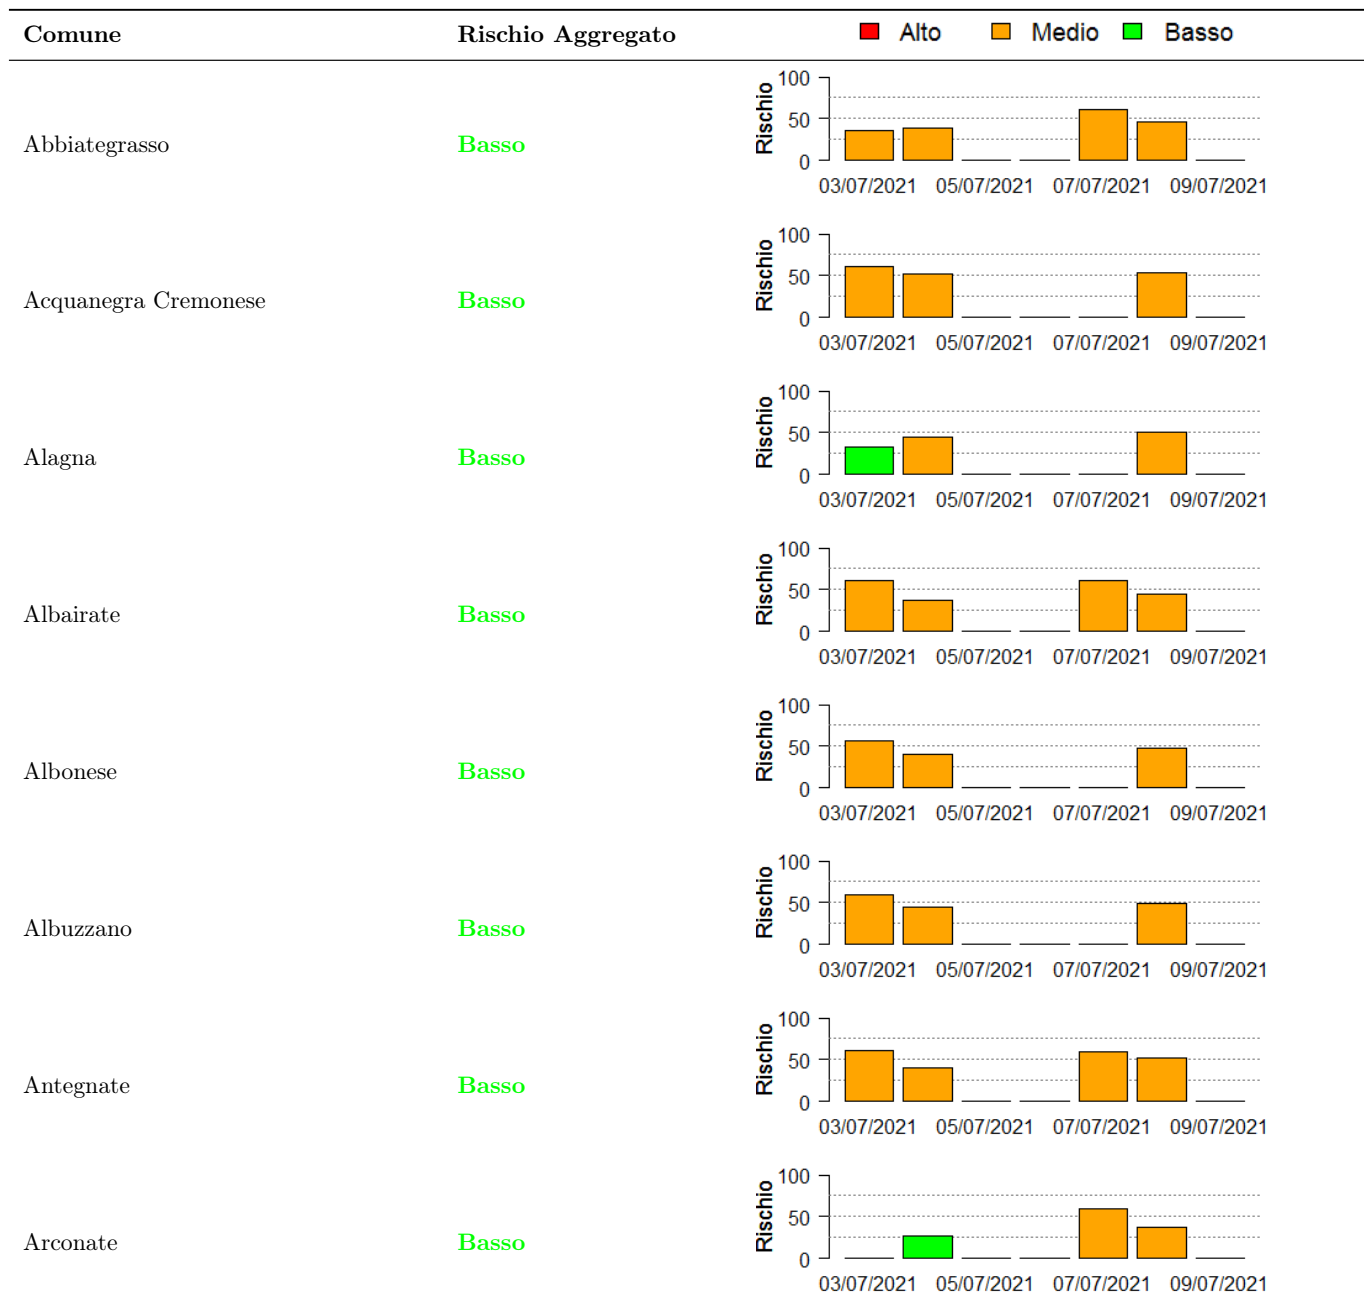 Comune Rischio Aggregato Alto Medio Basso
100
Rischio
50
Abbiategrasso Basso
0
03/07/2021 05/07/2021 07/07/2021 09/07/2021
100
Rischio
50
Acquanegra Cremonese Basso
0
03/07/2021 05/07/2021 07/07/2021 09/07/2021
100
Rischio
50
Alagna Basso
0
03/07/2021 05/07/2021 07/07/2021 09/07/2021
100
Rischio
50
Albairate Basso
0
03/07/2021 05/07/2021 07/07/2021 09/07/2021
100
Rischio
50
Albonese Basso
0
03/07/2021 05/07/2021 07/07/2021 09/07/2021
100
Rischio
50
Albuzzano Basso
0
03/07/2021 05/07/2021 07/07/2021 09/07/2021
100
Rischio
50
Antegnate Basso
0
03/07/2021 05/07/2021 07/07/2021 09/07/2021
100
Rischio
50
Arconate Basso
0
03/07/2021 05/07/2021 07/07/2021 09/07/2021